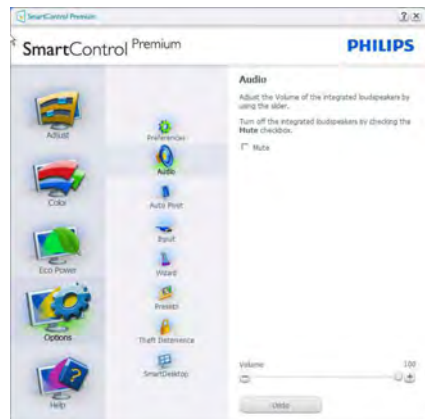 SmartControl Premium
SmartControl Premium
PHILIPS
Adjust
Color
Eco Power
Options
Help
Preferences
Audio
Auto Pivot
Input
Wizard
Presets
Theft Deterrence
SmartDesktop
Audio
Adjust the Volume of the integrated loudspeakers by
using the slider.
Turn off the integrated loudspeakers by checking the
Mute checkbox.
Mute
Volume
100
Undo